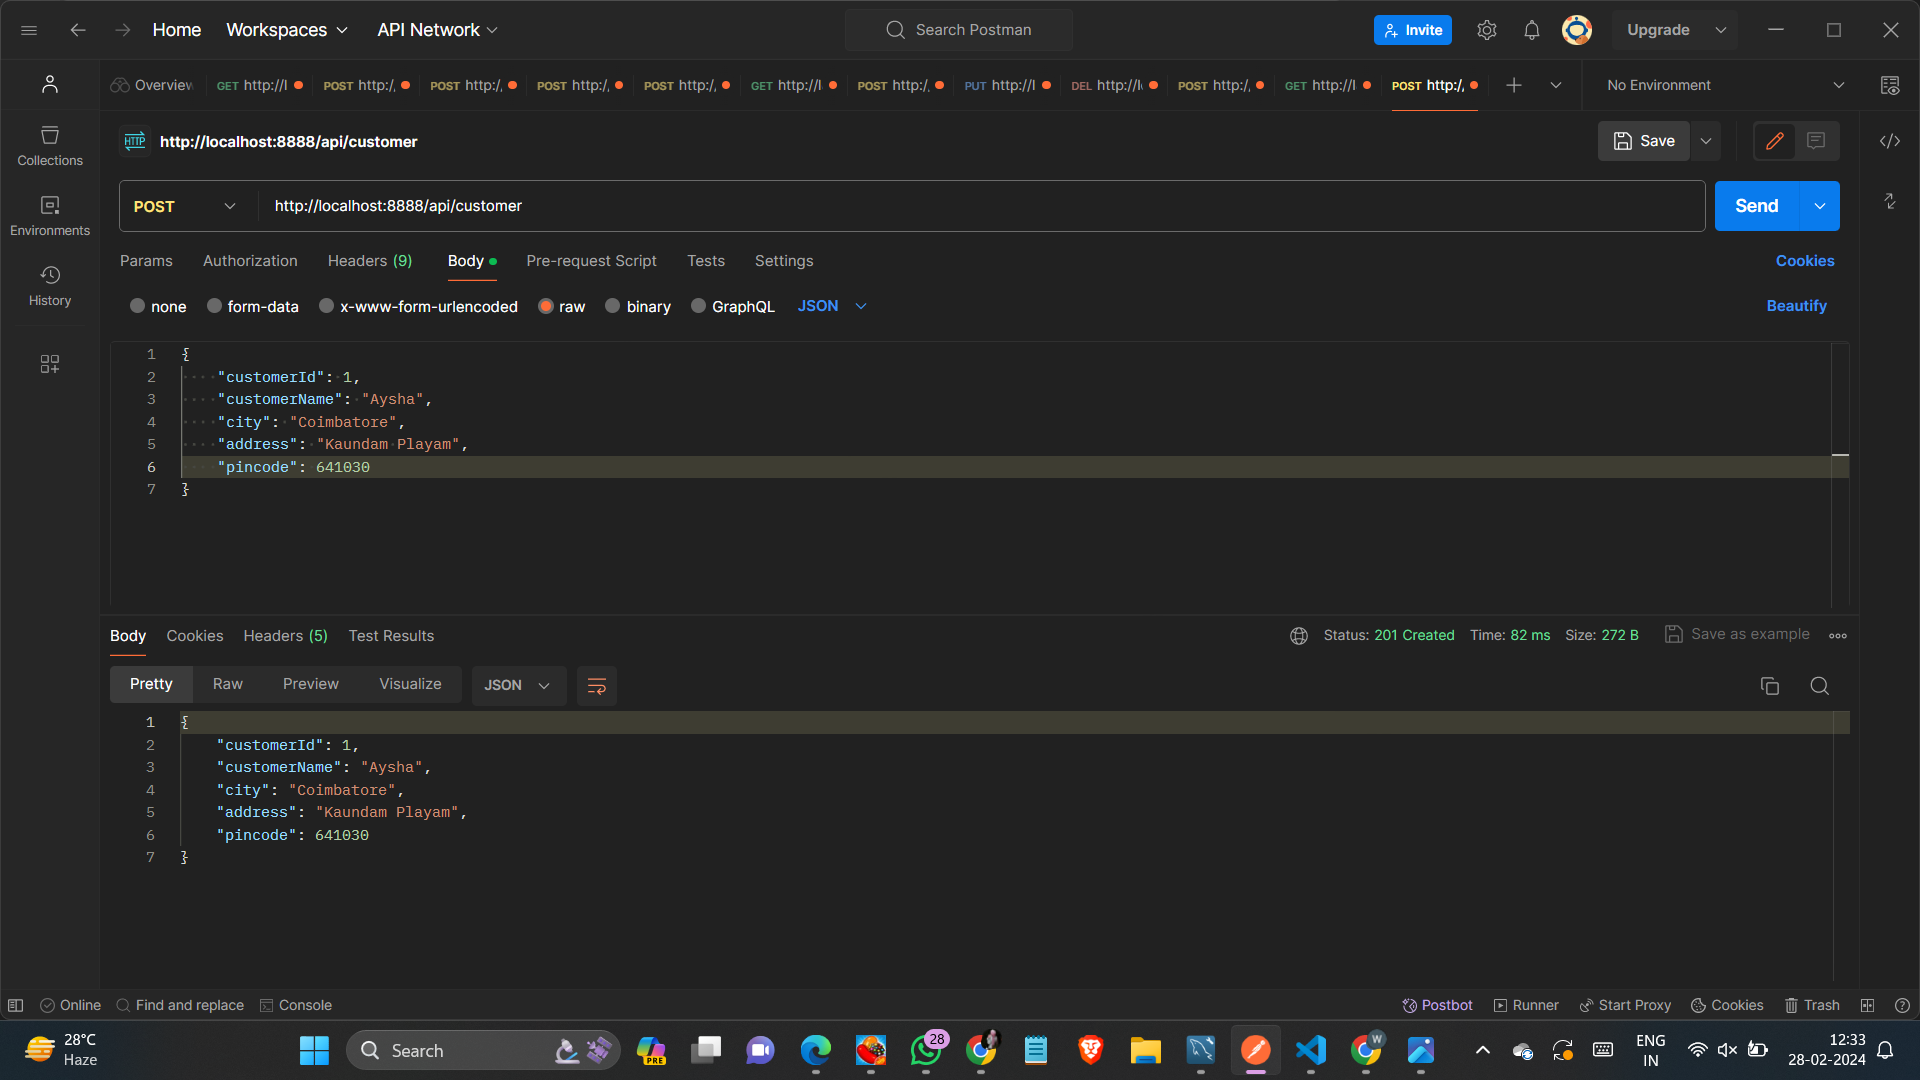 Home Workspaces API Network Search Postman Invite Upgrade
Overview GET http://l POST http:/, POST http:/, POST http:/, POST http:/, GET http://l POST http:/, PUT http://l DEL http://l POST http:/, GET http://l POST http:/, No Environment
HTTP http://localhost:8888/api/customer Save
Collections
Environments
History
POST http://localhost:8888/api/customer Send
Params Authorization Headers (9) Body Pre-request Script Tests Settings Cookies
none form-data x-www-form-urlencoded raw binary GraphQL JSON Beautify
1 {
2 "customerId": 1,
3 "customerName": "Aysha",
4 "city": "Coimbatore",
5 "address": "Kaundam Playam",
6 "pincode": 641030
7 }
Body Cookies Headers (5) Test Results Status: 201 Created Time: 82 ms Size: 272 B Save as example
Pretty Raw Preview Visualize JSON
1 {
2 "customerId": 1,
3 "customerName": "Aysha",
4 "city": "Coimbatore",
5 "address": "Kaundam Playam",
6 "pincode": 641030
7 }
Online Find and replace Console Postbot Runner Start Proxy Cookies Trash
28°C
Haze
Search
PRE
28
W
ENG
IN
12:33
28-02-2024